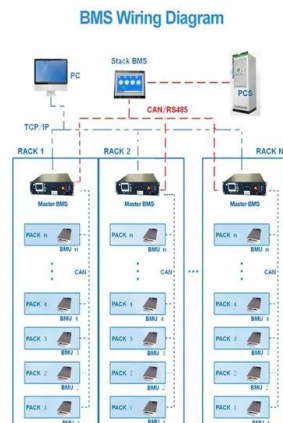 BMS Wiring Diagram
Stack BMS
PC
PCS
CAN/RS485
TCP/IP
RACK 1
RACK 2
RACK N
Master BMS
Master BMS
Master BMS
PACK n
PACK n
PACK n
BMU n
BMU n
BMU n
CAN
CAN
CAN
PACK 4
PACK 4
PACK 4
BMU 4
BMU 4
BMU 4
PACK 3
PACK 3
PACK 3
BMU 3
BMU 3
BMU 3
PACK 2
PACK 2
PACK 2
BMU 2
BMU 2
BMU 2
PACK 1
PACK 1
PACK 1